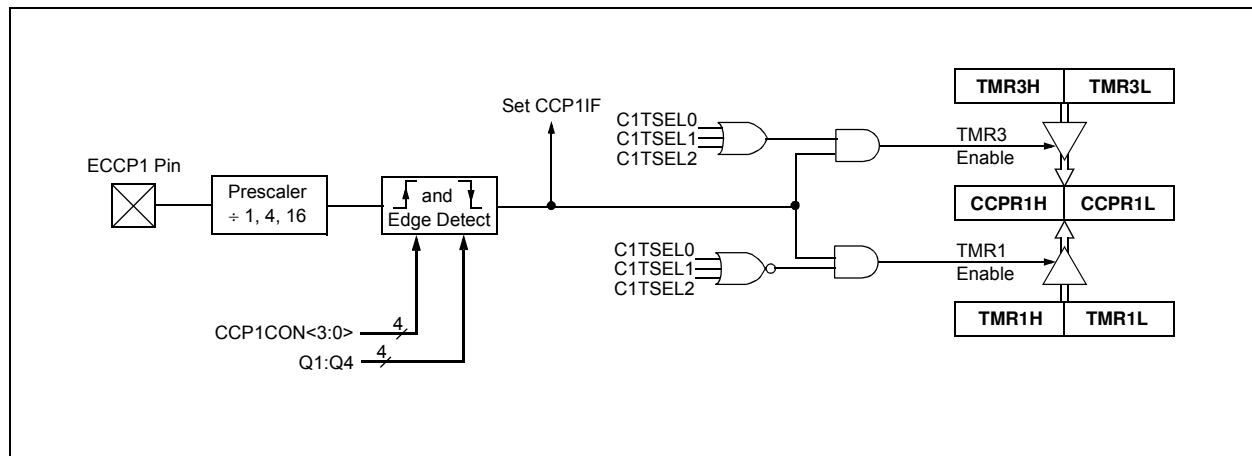 TMR3H TMR3L
Set CCP1IF
C1TSEL0
C1TSEL1
C1TSEL2
TMR3
Enable
ECCP1 Pin
Prescaler
÷ 1, 4, 16
and
Edge Detect
CCPR1H CCPR1L
C1TSEL0
C1TSEL1
C1TSEL2
TMR1
Enable
TMR1H TMR1L
CCP1CON<3:0> 4
Q1:Q4 4